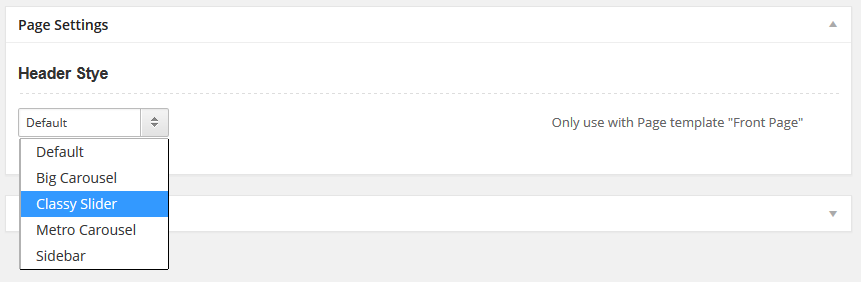 Page Settings
Header Stye
Default
Only use with Page template "Front Page"
Default
Big Carousel
Classy Slider
Metro Carousel
Sidebar